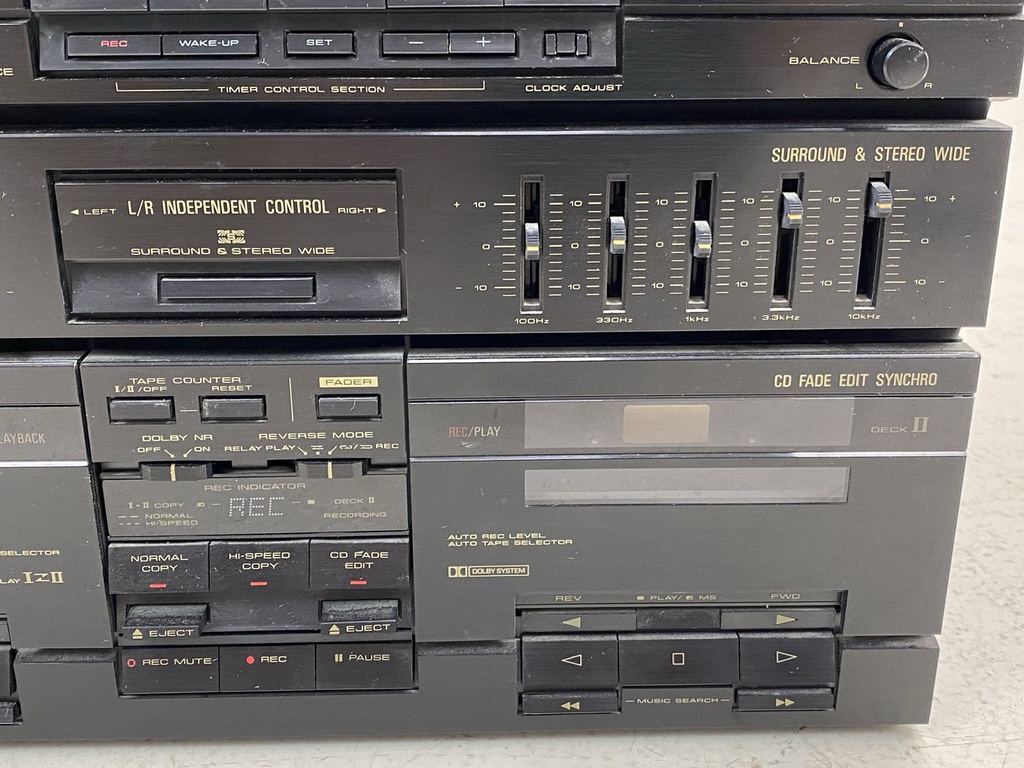 REC WAKE-UP SET − +
BALANCE
CE
L R
TIMER CONTROL SECTION
CLOCK ADJUST
SURROUND & STEREO WIDE
◄ LEFT L/R INDEPENDENT CONTROL RIGHT ►
SURROUND & STEREO WIDE
+ 10 10 10 10 10 +
0 0 0 0 0 0
− 10 10 10 10 10 −
100Hz 330Hz 1kHz 3.3kHz 10kHz
TAPE COUNTER
I/II/OFF RESET
FADER
CD FADE EDIT SYNCHRO
LAYBACK
REC/PLAY
DECK II
DOLBY NR
OFF ON
REVERSE MODE
RELAY PLAY REC
REC INDICATOR
I▸II COPY
NORMAL
HI-SPEED
REC
DECK II
RECORDING
AUTO REC LEVEL
AUTO TAPE SELECTOR
DOLBY SYSTEM
SELECTOR
LAY I⇄II
NORMAL COPY
HI-SPEED COPY
CD FADE EDIT
EJECT
EJECT
REC MUTE
REC
PAUSE
REV PLAY/ MS FWD
◄ ►
◁ □ ▷
◄◄ MUSIC SEARCH ►►